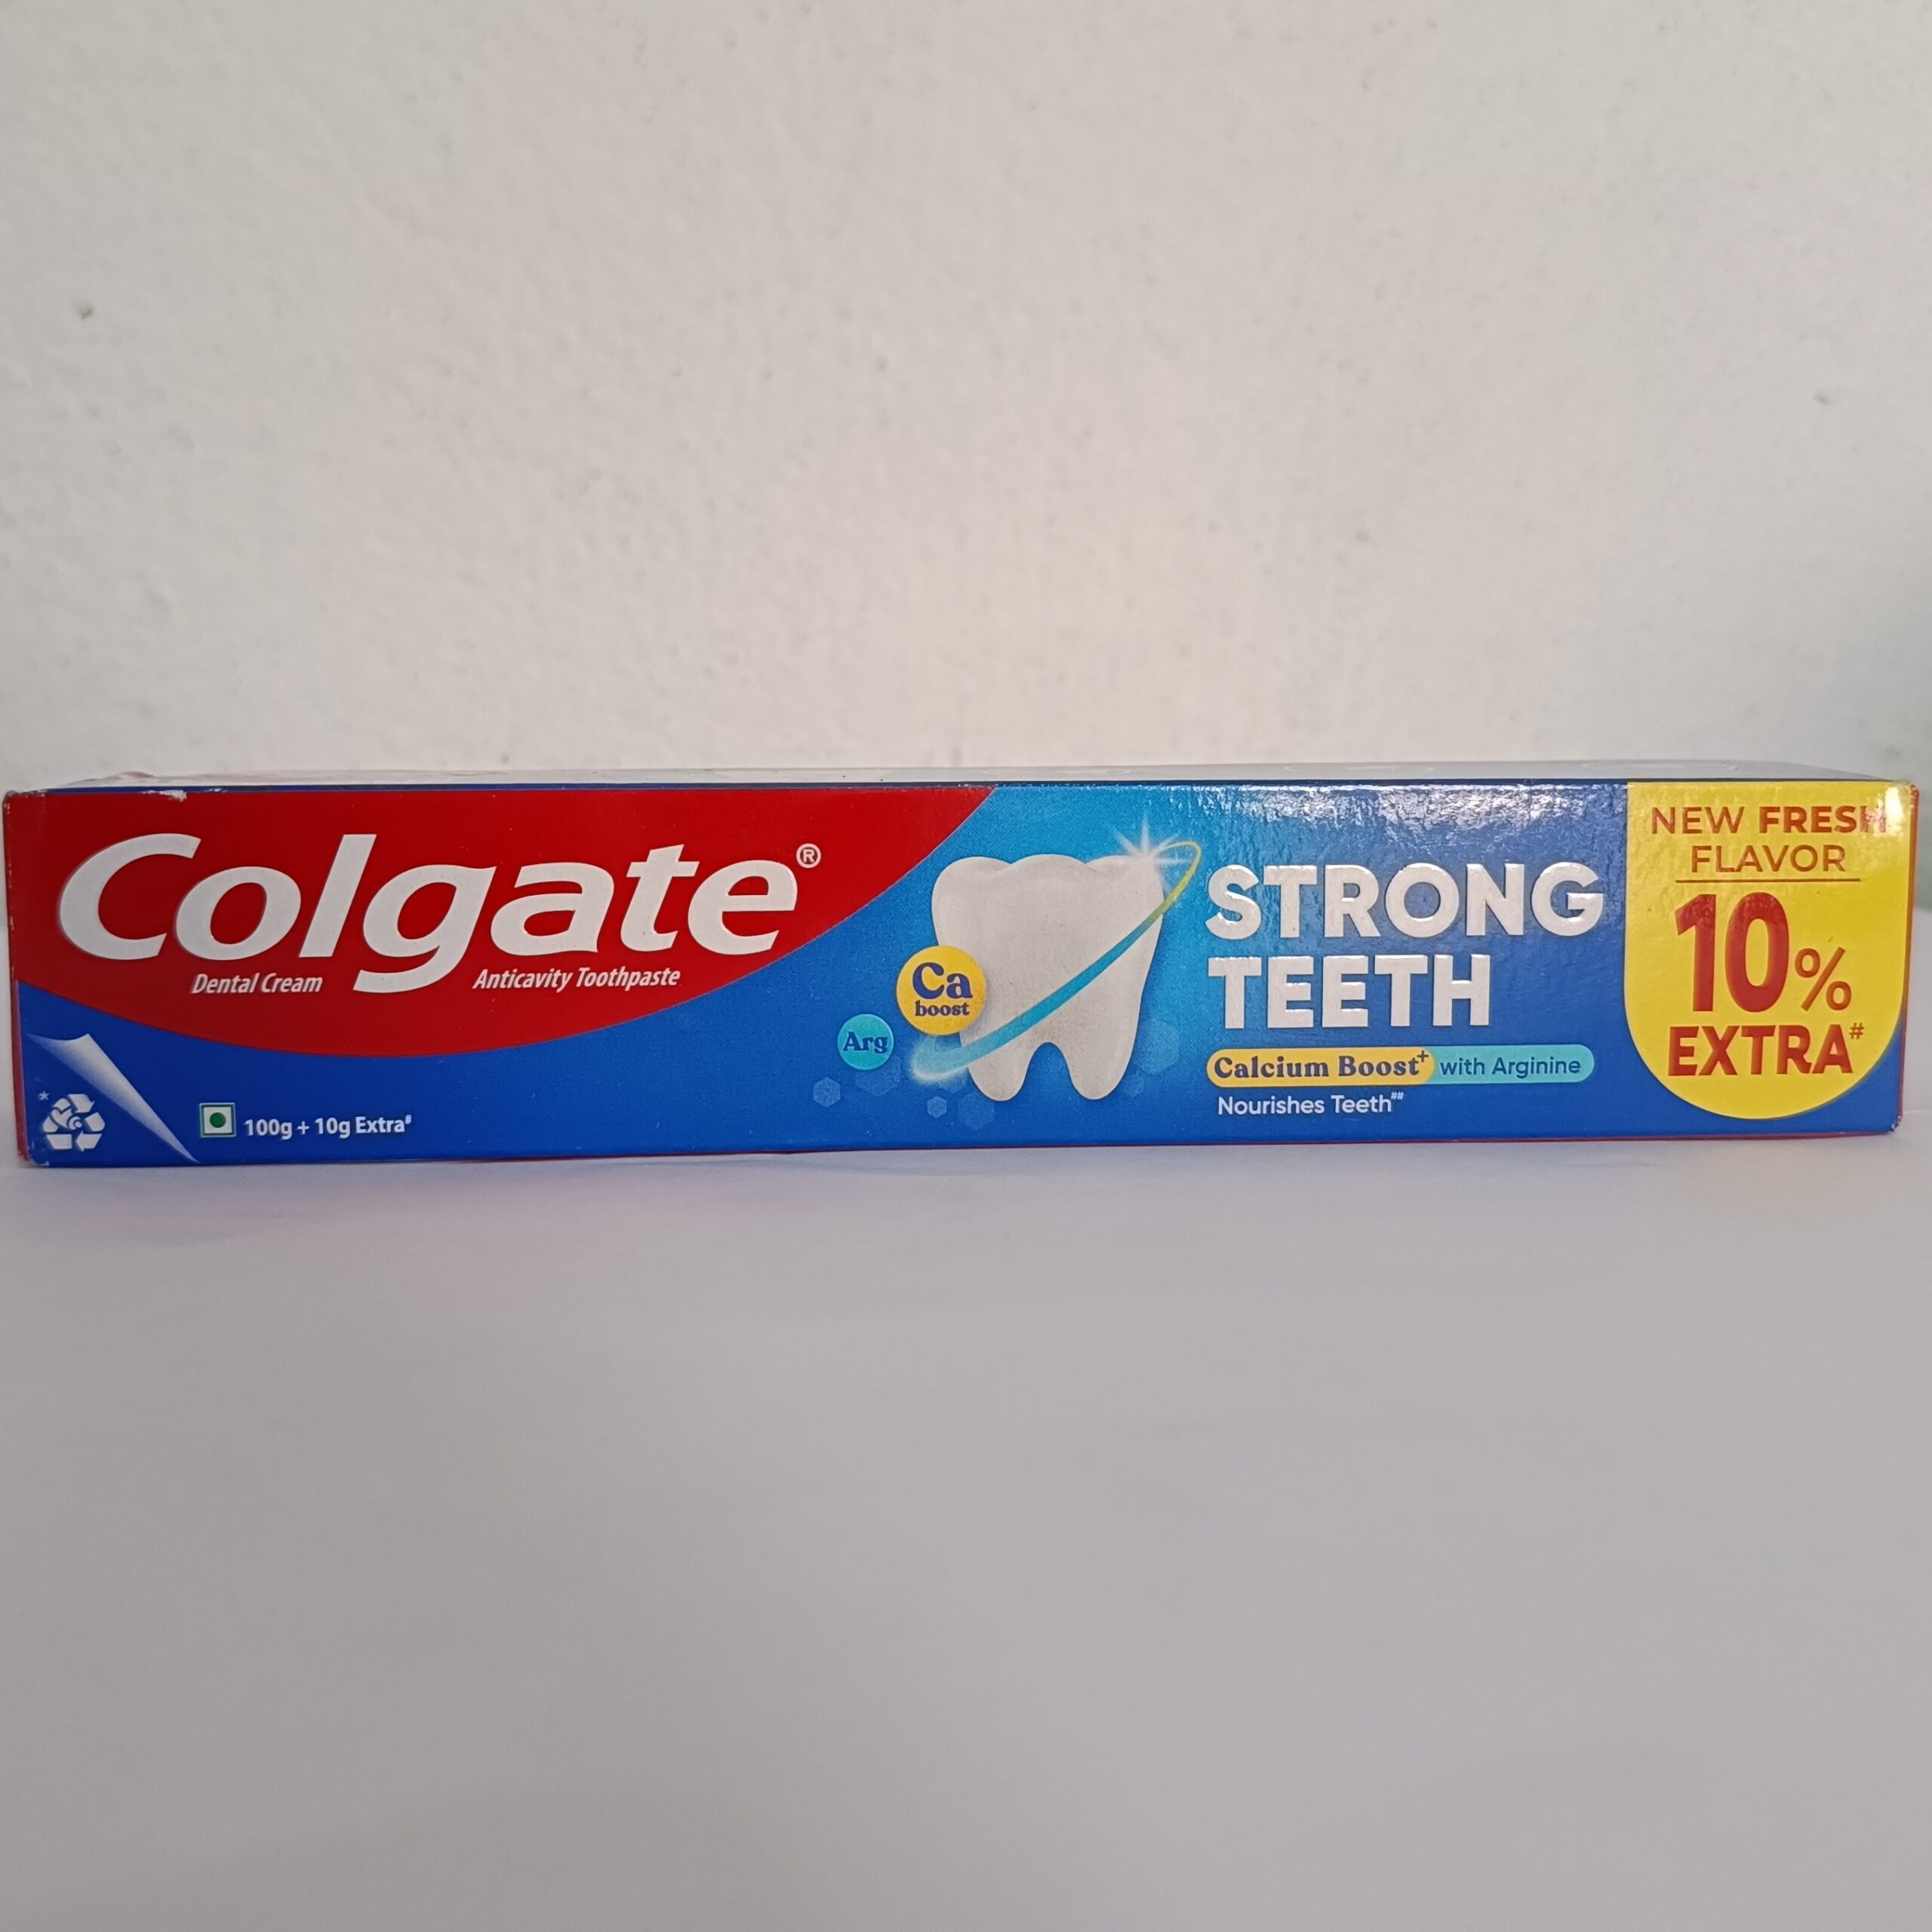 Colgate®
Dental Cream Anticavity Toothpaste
* 100g + 10g Extra#
Ca
boost
Arg
STRONG
TEETH
Calcium Boost+ with Arginine
Nourishes Teeth##
NEW FRESH
FLAVOR
10%
EXTRA#